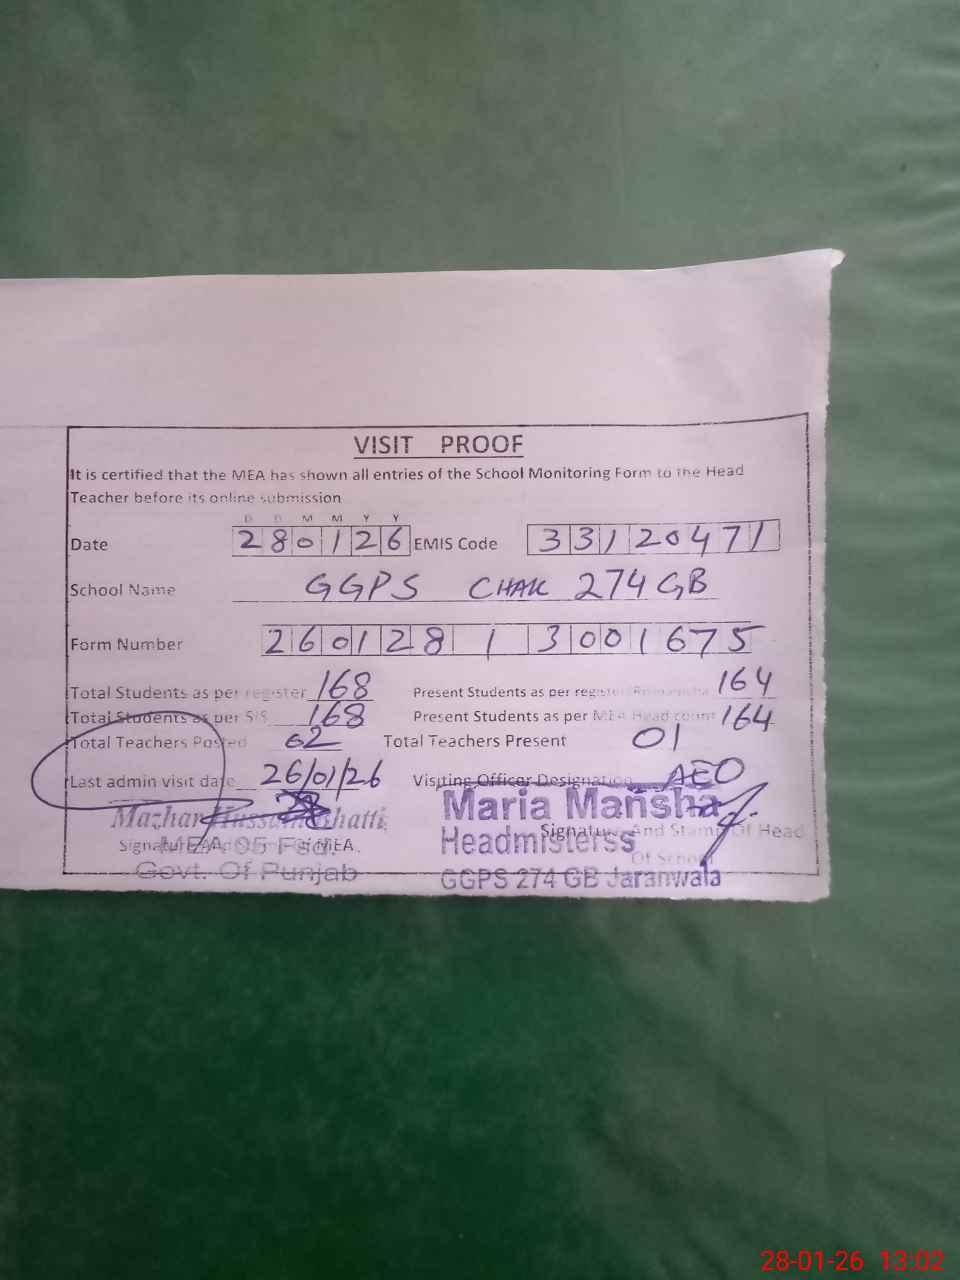 VISIT PROOF
It is certified that the MEA has shown all entries of the School Monitoring Form to the Head
Teacher before its online submission
D D M M Y Y
Date 280126 EMIS Code 33120471
School Name GGPS CHAK 274 GB
Form Number 260128 1 3001675
Total Students as per register 168 Present Students as per register 164
Total Students as per SIS 168 Present Students as per MEA Head count 164
Total Teachers Posted 02 Total Teachers Present 01
Last admin visit date 26/01/26 Visiting Officer Designation AEO
Mazhar Hussain Bhatti Maria Mansha
MEA 05 Fsd. Headmisterss Signature And Stamp Of Head
Of School
Govt. Of Punjab GGPS 274 GB Jaranwala
28-01-26 13:02